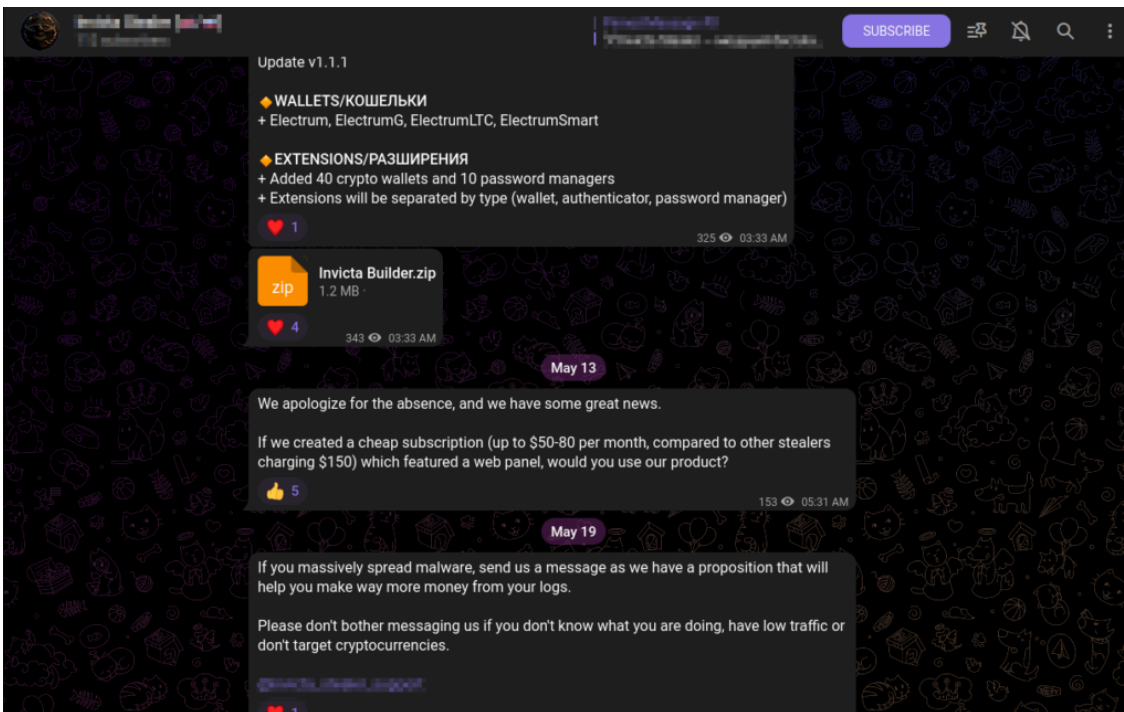 SUBSCRIBE
Update v1.1.1
WALLETS/КОШЕЛЬКИ
+ Electrum, ElectrumG, ElectrumLTC, ElectrumSmart
EXTENSIONS/РАЗШИРЕНИЯ
+ Added 40 crypto wallets and 10 password managers
+ Extensions will be separated by type (wallet, authenticator, password manager)
1
325 03:33 AM
zip
Invicta Builder.zip
1.2 MB ·
4
343 03:33 AM
May 13
We apologize for the absence, and we have some great news.
If we created a cheap subscription (up to $50-80 per month, compared to other stealers
charging $150) which featured a web panel, would you use our product?
5
153 05:31 AM
May 19
If you massively spread malware, send us a message as we have a proposition that will
help you make way more money from your logs.
Please don't bother messaging us if you don't know what you are doing, have low traffic or
don't target cryptocurrencies.
1